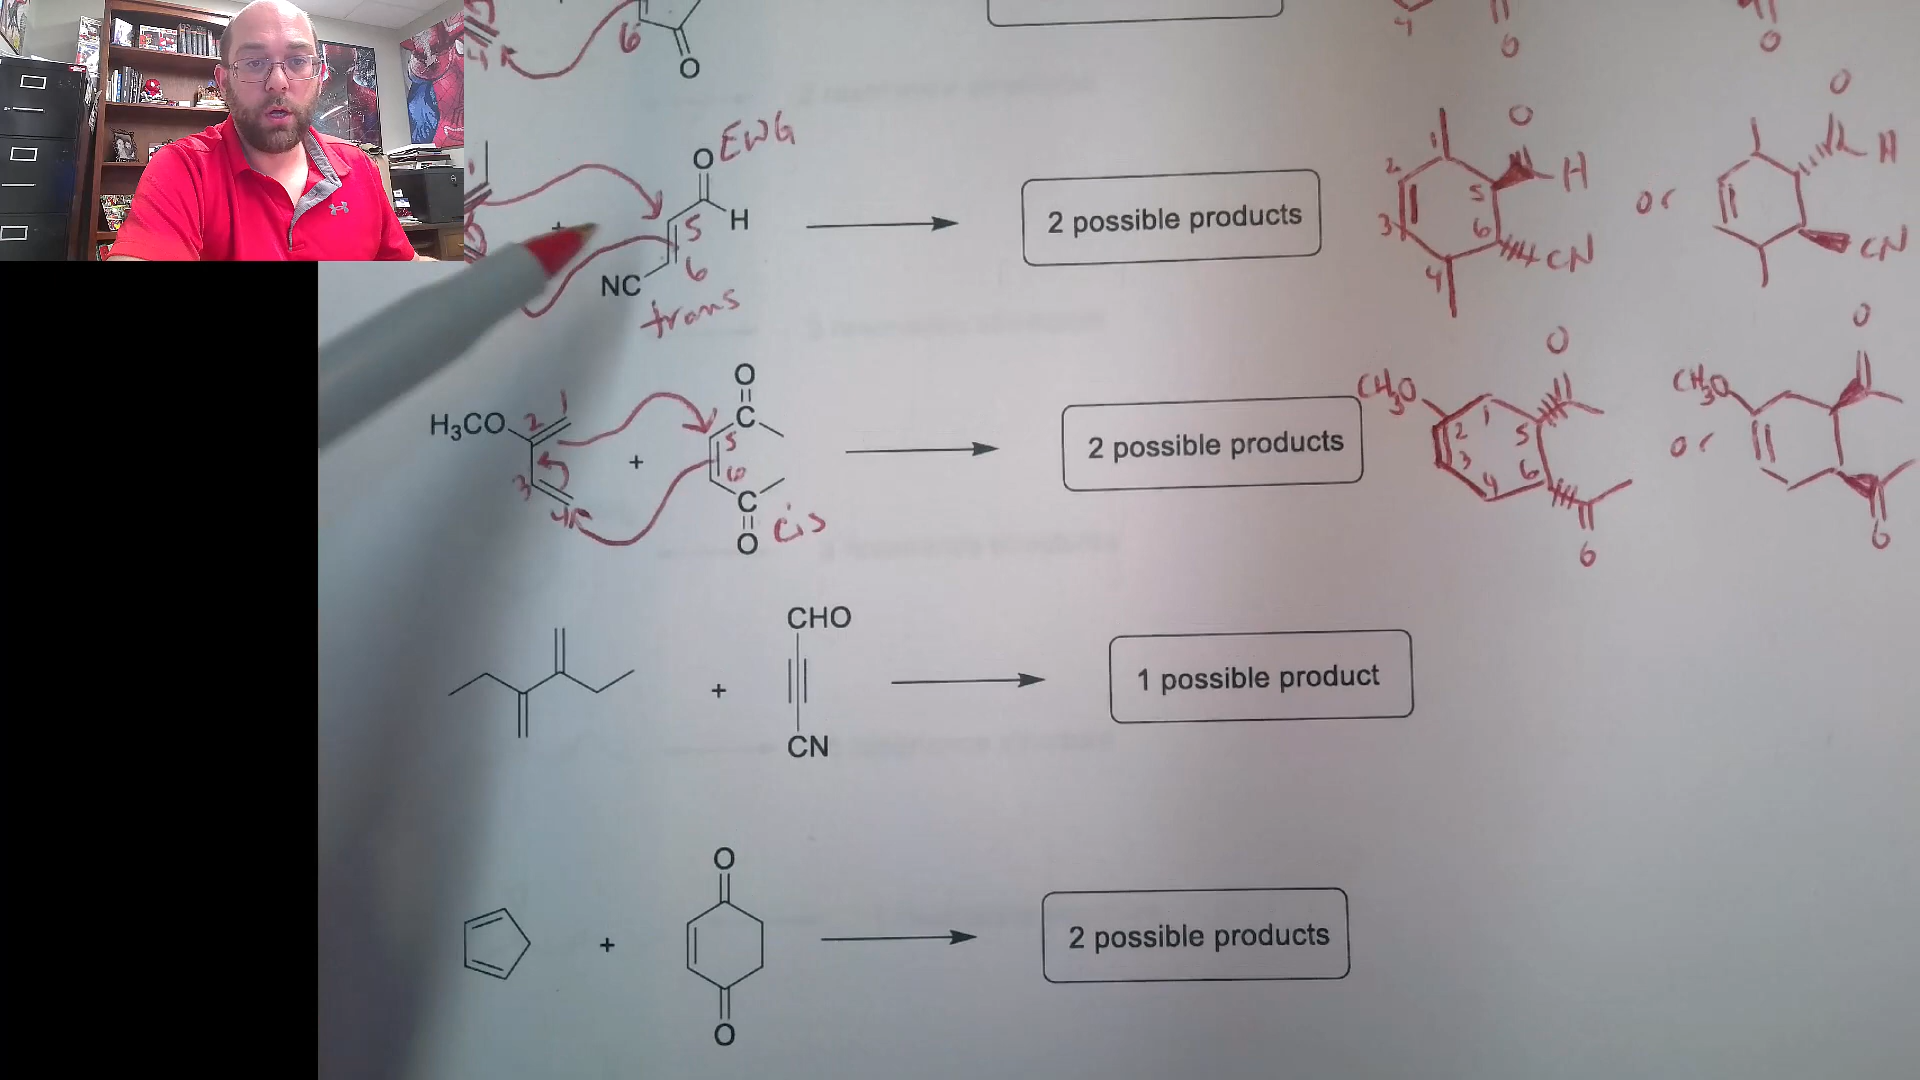 6
O
4
O
O
O EWG
H
5
6
NC
trans
+
2 possible products
1
2
3
4
5
6
O
H
CN
or
O
H
CN
H3CO
2
1
3
4
+
O
C
5
6
C
O
cis
2 possible products
CH3O
1
2
3
4
5
6
O
O
or
CH3O
O
O
+
CHO
CN
1 possible product
+
O
O
2 possible products